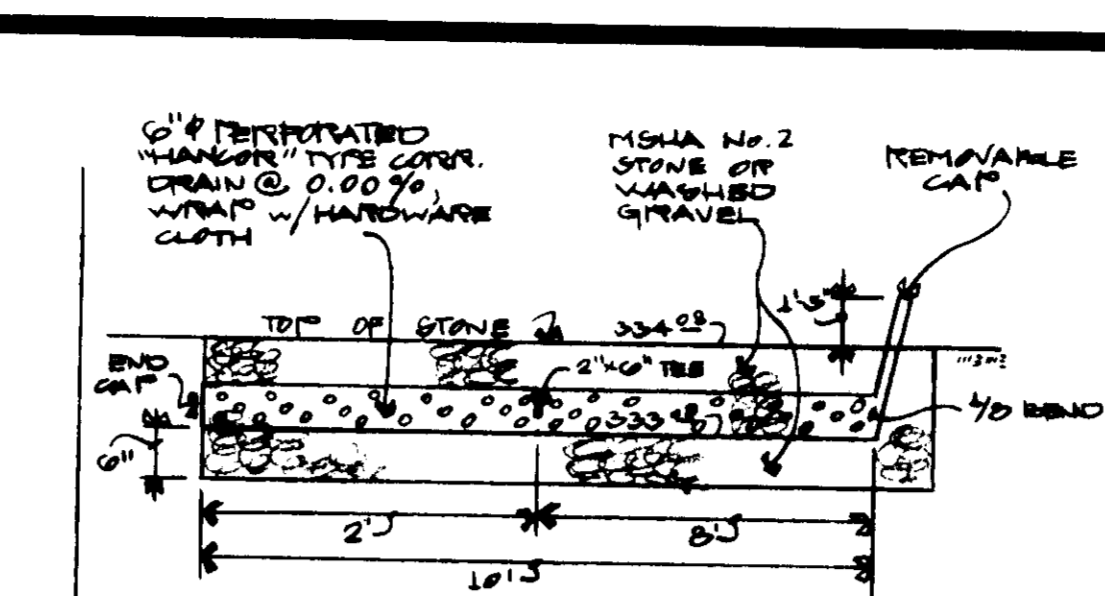 6"ϕ PERFORATED
"HANCOR" TYPE CORR.
DRAIN @ 0.00%,
WRAP W/HARDWARE
CLOTH
MSHA No. 2
STONE OR
WASHED
GRAVEL
REMOVABLE
CAP
1'-5"
TOP OF STONE
334.08
END
CAP
2"x6" TEE
333
1/8 BEND
6"
2'
8'
10'